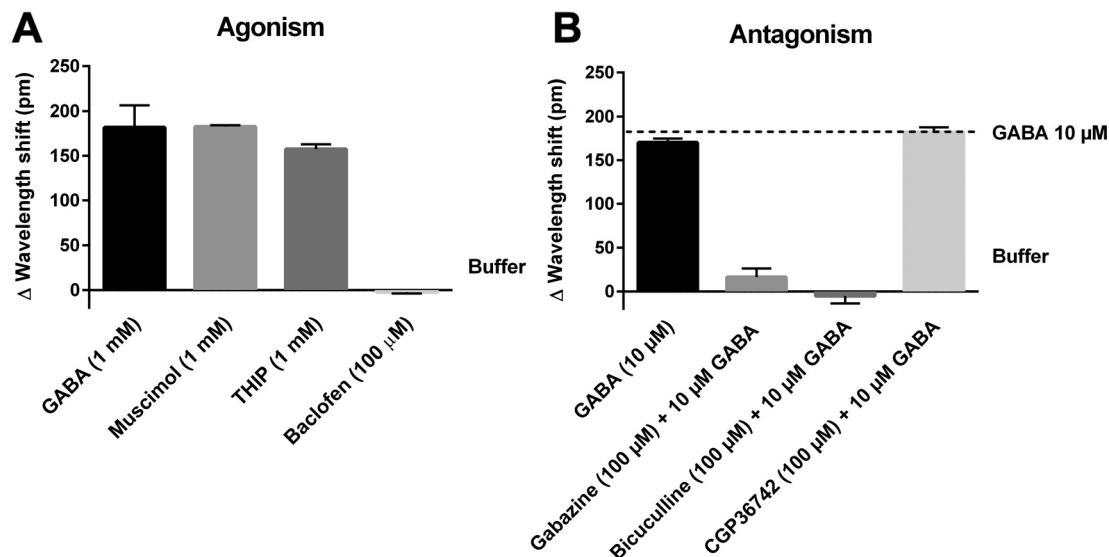 A
Agonism
Δ Wavelength shift (pm)
250
200
150
100
50
0
Buffer
GABA (1 mM)
Muscimol (1 mM)
THIP (1 mM)
Baclofen (100 μM)
B
Antagonism
Δ Wavelength shift (pm)
250
200
150
100
50
0
GABA 10 µM
Buffer
GABA (10 µM)
Gabazine (100 µM) + 10 µM GABA
Bicuculline (100 µM) + 10 µM GABA
CGP36742 (100 µM) + 10 µM GABA